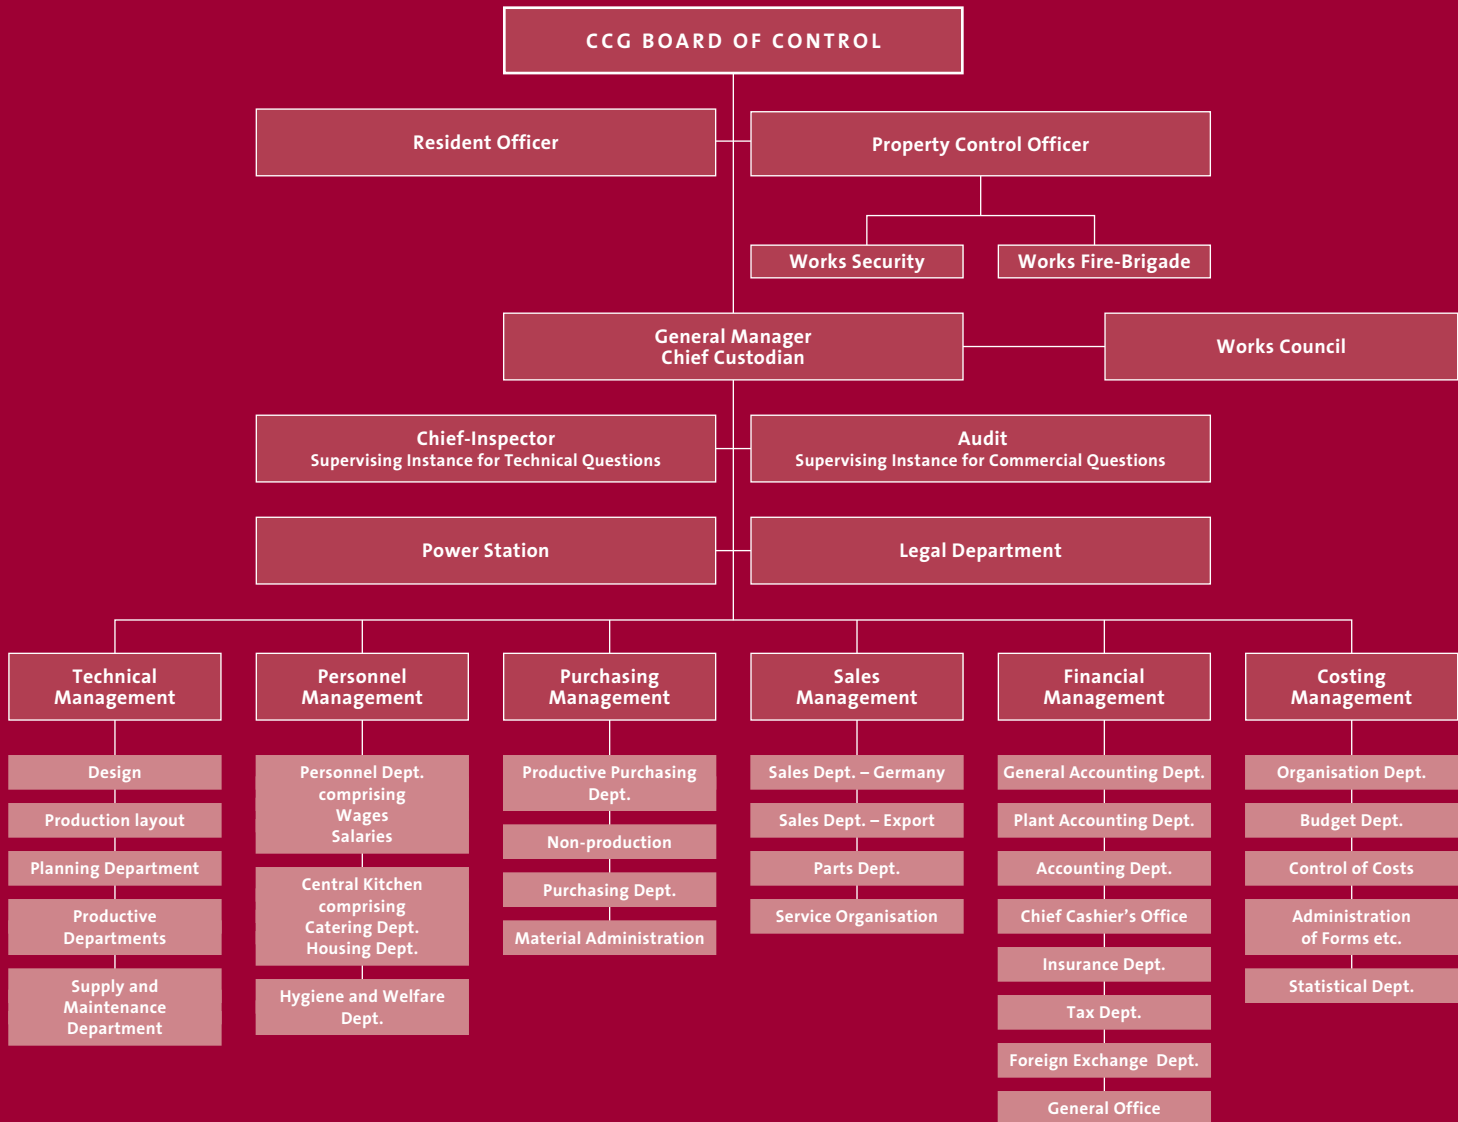 CCG BOARD OF CONTROL
Resident Officer
Property Control Officer
Works Security
Works Fire-Brigade
General Manager
Chief Custodian
Works Council
Chief-Inspector
Supervising Instance for Technical Questions
Audit
Supervising Instance for Commercial Questions
Power Station
Legal Department
Technical
Management
Design
Production layout
Planning Department
Productive
Departments
Supply and
Maintenance
Department
Personnel
Management
Personnel Dept.
comprising
Wages
Salaries
Central Kitchen
comprising
Catering Dept.
Housing Dept.
Hygiene and Welfare
Dept.
Purchasing
Management
Productive Purchasing
Dept.
Non-production
Purchasing Dept.
Material Administration
Sales
Management
Sales Dept. – Germany
Sales Dept. – Export
Parts Dept.
Service Organisation
Financial
Management
General Accounting Dept.
Plant Accounting Dept.
Accounting Dept.
Chief Cashier's Office
Insurance Dept.
Tax Dept.
Foreign Exchange Dept.
General Office
Costing
Management
Organisation Dept.
Budget Dept.
Control of Costs
Administration
of Forms etc.
Statistical Dept.